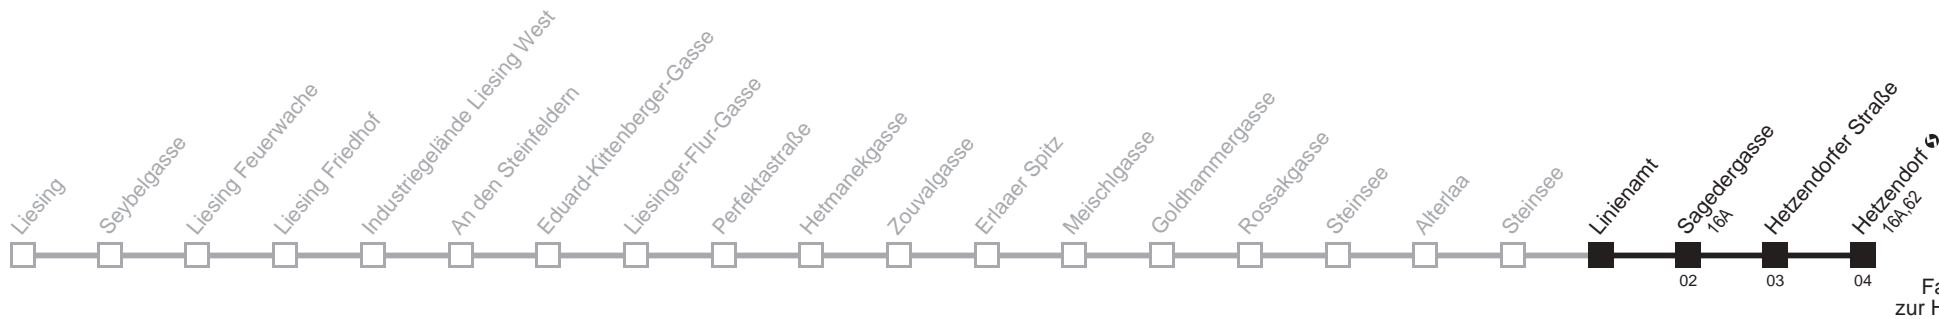 Liesing
Seybelgasse
Liesing Feuerwache
Liesing Friedhof
Industriegelände Liesing West
An den Steinfeldern
Eduard-Kittenberger-Gasse
Liesinger-Flur-Gasse
Perfektastraße
Hetmanekgasse
Zouvalgasse
Erlaaer Spitz
Meischlgasse
Goldhammergasse
Rossakgasse
Steinsee
Alterlaa
Steinsee
Linienamt
Sagedergasse
16A
Hetzendorfer Straße
Hetzendorf
16A,62
02
03
04
Fa
zur H